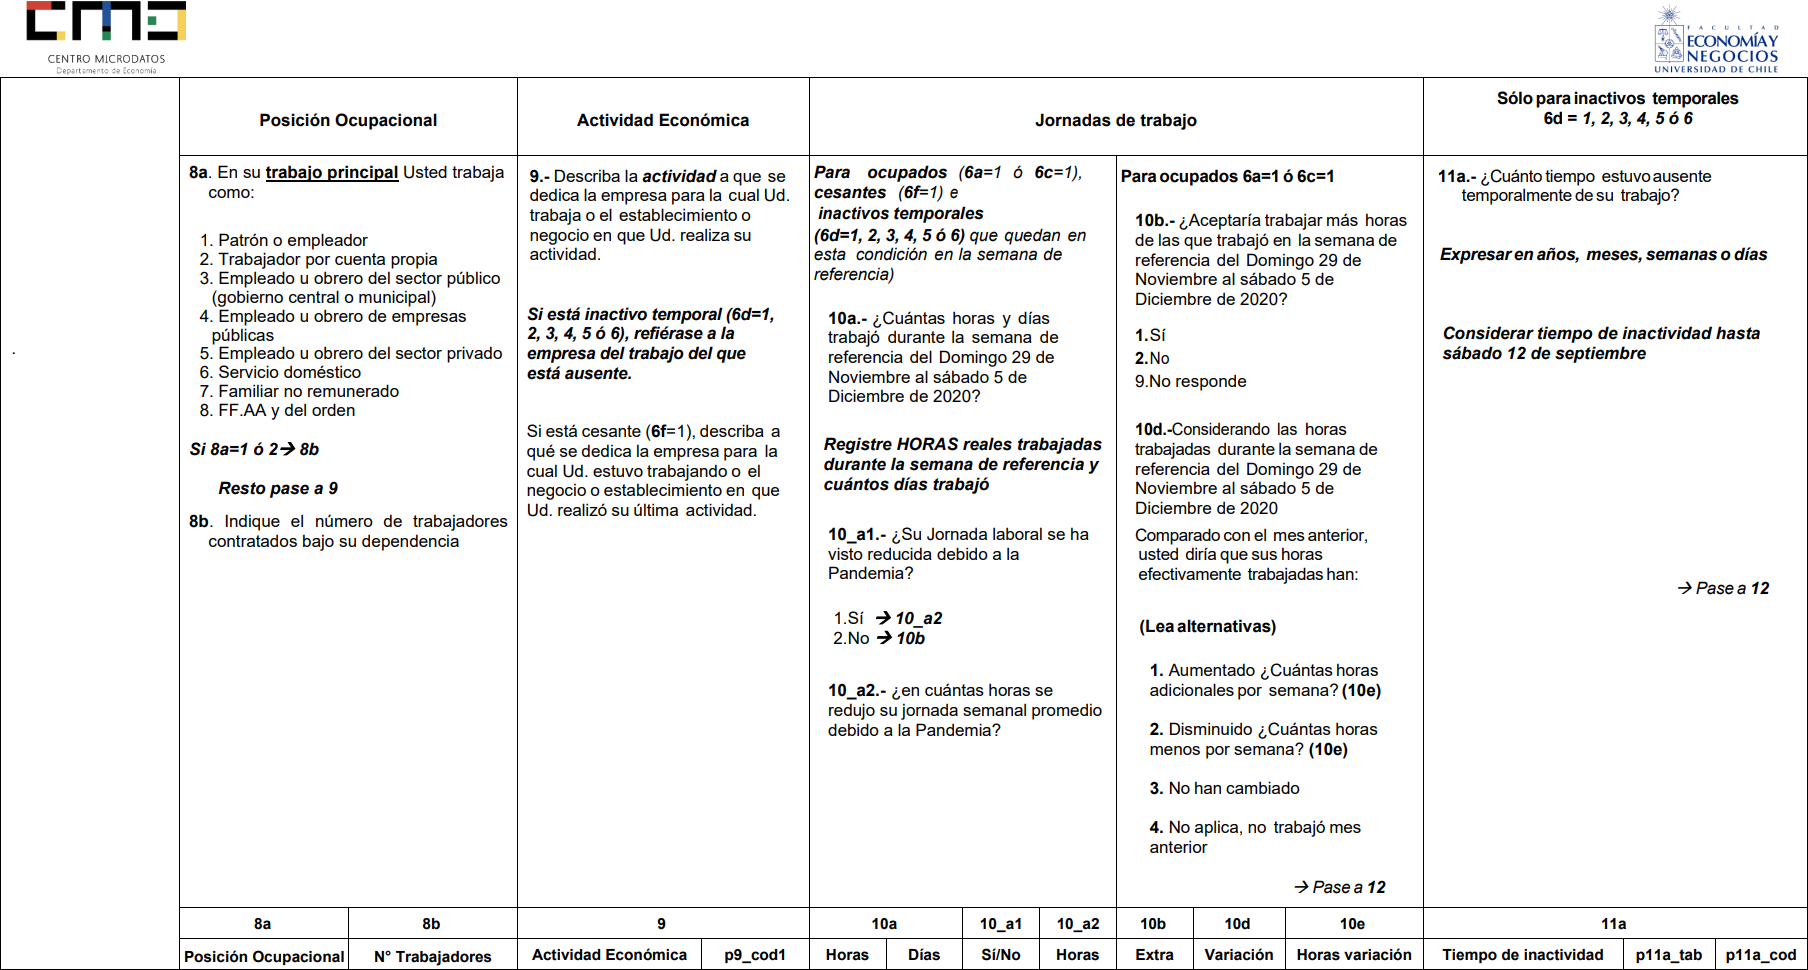 CENTRO MICRODATOS
Departamento de Economía
FACULTAD
ECONOMÍA Y
NEGOCIOS
UNIVERSIDAD DE CHILE
Posición Ocupacional
Actividad Económica
Jornadas de trabajo
Sólo para inactivos temporales
6d = 1, 2, 3, 4, 5 ó 6
8a. En su trabajo principal Usted trabaja
como:
1. Patrón o empleador
2. Trabajador por cuenta propia
3. Empleado u obrero del sector público
(gobierno central o municipal)
4. Empleado u obrero de empresas
públicas
5. Empleado u obrero del sector privado
6. Servicio doméstico
7. Familiar no remunerado
8. FF.AA y del orden
Si 8a=1 ó 2→ 8b
Resto pase a 9
8b. Indique el número de trabajadores
contratados bajo su dependencia
9.- Describa la actividad a que se
dedica la empresa para la cual Ud.
trabaja o el establecimiento o
negocio en que Ud. realiza su
actividad.
Si está inactivo temporal (6d=1,
2, 3, 4, 5 ó 6), refiérase a la
empresa del trabajo del que
está ausente.
Si está cesante (6f=1), describa a
qué se dedica la empresa para la
cual Ud. estuvo trabajando o el
negocio o establecimiento en que
Ud. realizó su última actividad.
Para ocupados (6a=1 ó 6c=1),
cesantes (6f=1) e
inactivos temporales
(6d=1, 2, 3, 4, 5 ó 6) que quedan en
esta condición en la semana de
referencia)
10a.- ¿Cuántas horas y días
trabajó durante la semana de
referencia del Domingo 29 de
Noviembre al sábado 5 de
Diciembre de 2020?
Registre HORAS reales trabajadas
durante la semana de referencia y
cuántos días trabajó
10_a1.- ¿Su Jornada laboral se ha
visto reducida debido a la
Pandemia?
1.Sí → 10_a2
2.No → 10b
10_a2.- ¿en cuántas horas se
redujo su jornada semanal promedio
debido a la Pandemia?
Para ocupados 6a=1 ó 6c=1
10b.- ¿Aceptaría trabajar más horas
de las que trabajó en la semana de
referencia del Domingo 29 de
Noviembre al sábado 5 de
Diciembre de 2020?
1.Sí
2.No
9.No responde
10d.-Considerando las horas
trabajadas durante la semana de
referencia del Domingo 29 de
Noviembre al sábado 5 de
Diciembre de 2020
Comparado con el mes anterior,
usted diría que sus horas
efectivamente trabajadas han:
(Lea alternativas)
1. Aumentado ¿Cuántas horas
adicionales por semana? (10e)
2. Disminuido ¿Cuántas horas
menos por semana? (10e)
3. No han cambiado
4. No aplica, no trabajó mes
anterior
→ Pase a 12
11a.- ¿Cuánto tiempo estuvo ausente
temporalmente de su trabajo?
Expresar en años, meses, semanas o días
Considerar tiempo de inactividad hasta
sábado 12 de septiembre
→ Pase a 12
.
8a 8b 9 10a 10_a1 10_a2 10b 10d 10e 11a
Posición Ocupacional N° Trabajadores Actividad Económica p9_cod1 Horas Días Sí/No Horas Extra Variación Horas variación Tiempo de inactividad p11a_tab p11a_cod